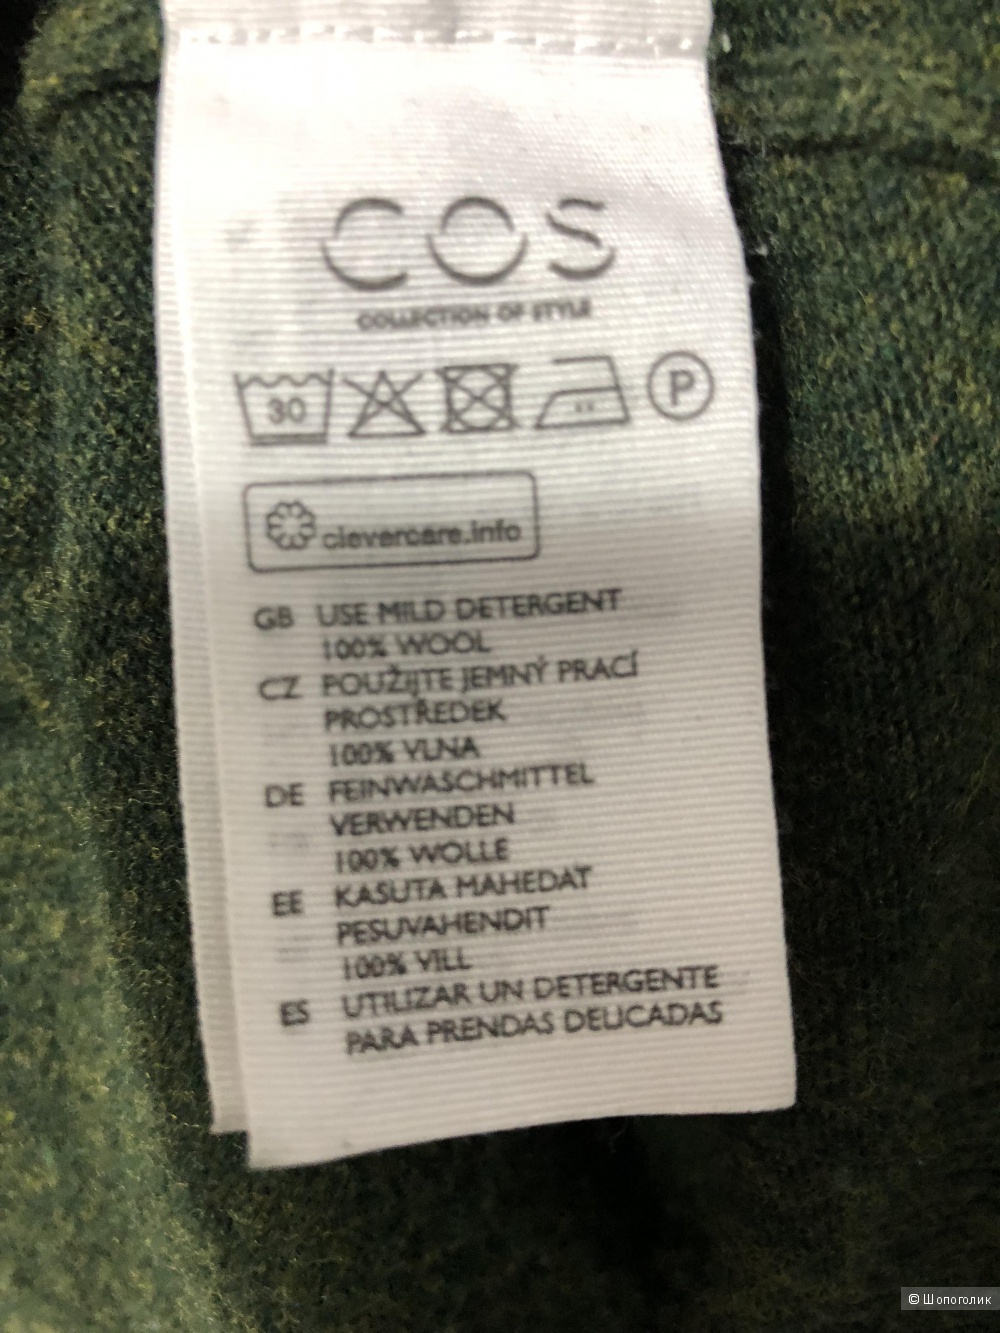 COS
COLLECTION OF STYLE
30 P
clevercare.info
GB USE MILD DETERGENT
100% WOOL
CZ POUŽIJTE JEMNÝ PRACÍ
PROSTŘEDEK
100% VLNA
DE FEINWASCHMITTEL
VERWENDEN
100% WOLLE
EE KASUTA MAHEDAT
PESUVAHENDIT
100% VILL
ES UTILIZAR UN DETERGENTE
PARA PRENDAS DELICADAS
© Шопоголик